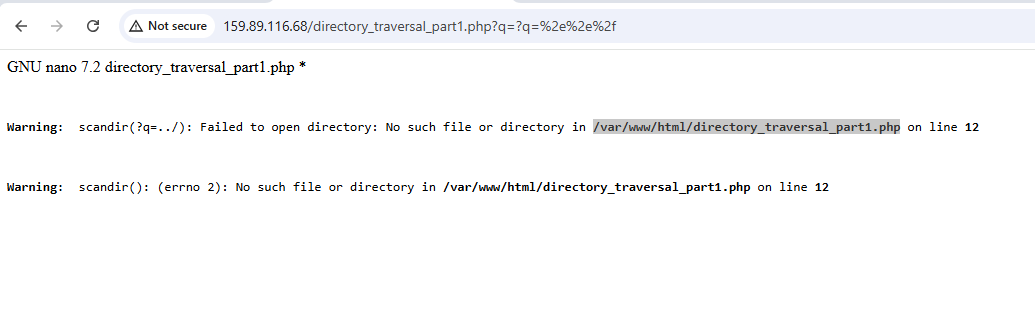 Not secure 159.89.116.68/directory_traversal_part1.php?q=?q=%2e%2e%2f
GNU nano 7.2 directory_traversal_part1.php *
Warning: scandir(?q=../): Failed to open directory: No such file or directory in /var/www/html/directory_traversal_part1.php on line 12
Warning: scandir(): (errno 2): No such file or directory in /var/www/html/directory_traversal_part1.php on line 12